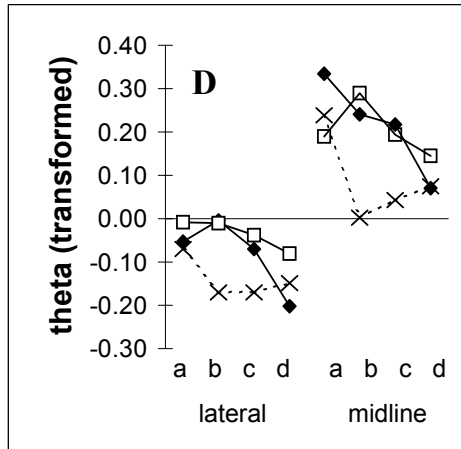 D
theta (transformed)
0.40
0.30
0.20
0.10
0.00
-0.10
-0.20
-0.30
a b c d a b c d
lateral midline